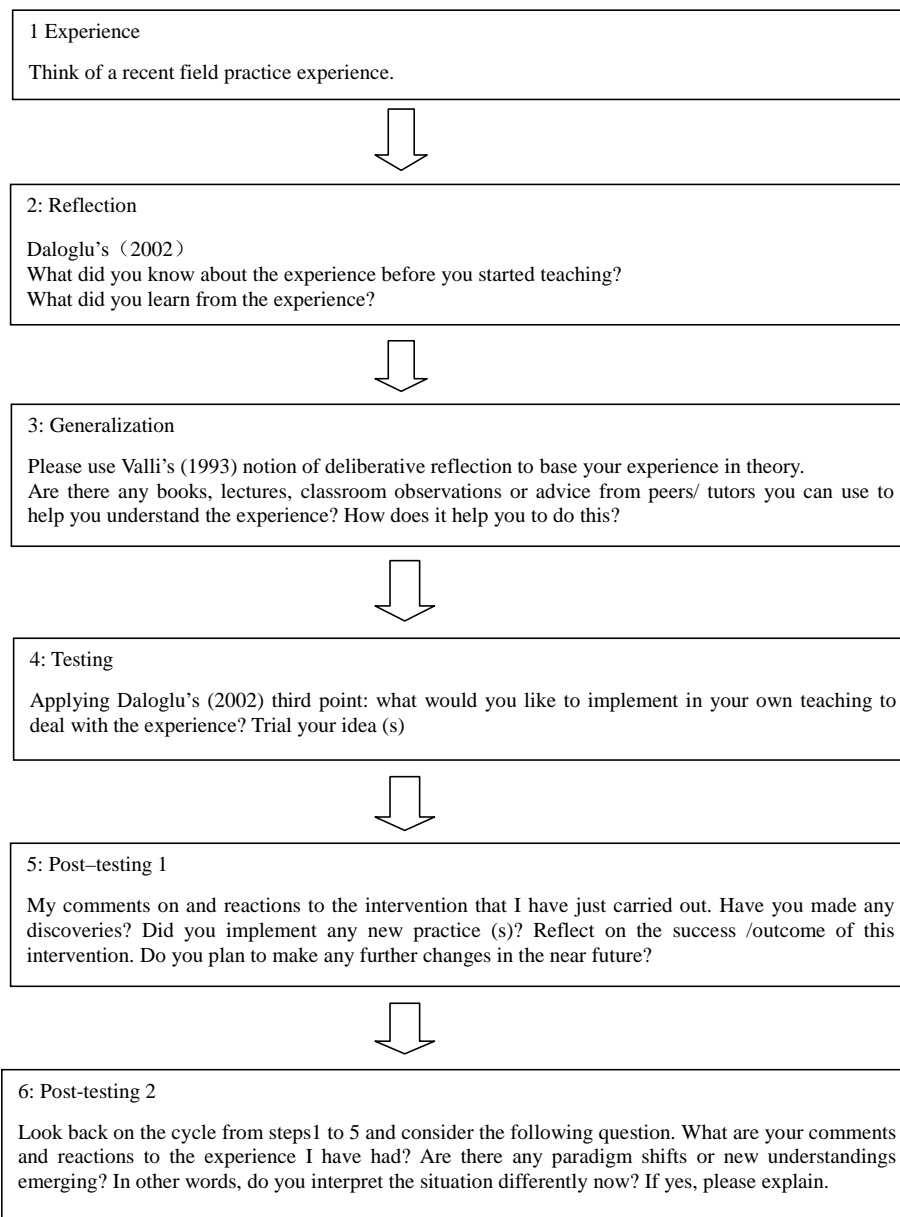 1 Experience
Think of a recent field practice experience.
2: Reflection
Daloglu's（2002）
What did you know about the experience before you started teaching?
What did you learn from the experience?
3: Generalization
Please use Valli's (1993) notion of deliberative reflection to base your experience in theory.
Are there any books, lectures, classroom observations or advice from peers/ tutors you can use to
help you understand the experience? How does it help you to do this?
4: Testing
Applying Daloglu's (2002) third point: what would you like to implement in your own teaching to
deal with the experience? Trial your idea (s)
5: Post–testing 1
My comments on and reactions to the intervention that I have just carried out. Have you made any
discoveries? Did you implement any new practice (s)? Reflect on the success /outcome of this
intervention. Do you plan to make any further changes in the near future?
6: Post-testing 2
Look back on the cycle from steps1 to 5 and consider the following question. What are your comments
and reactions to the experience I have had? Are there any paradigm shifts or new understandings
emerging? In other words, do you interpret the situation differently now? If yes, please explain.